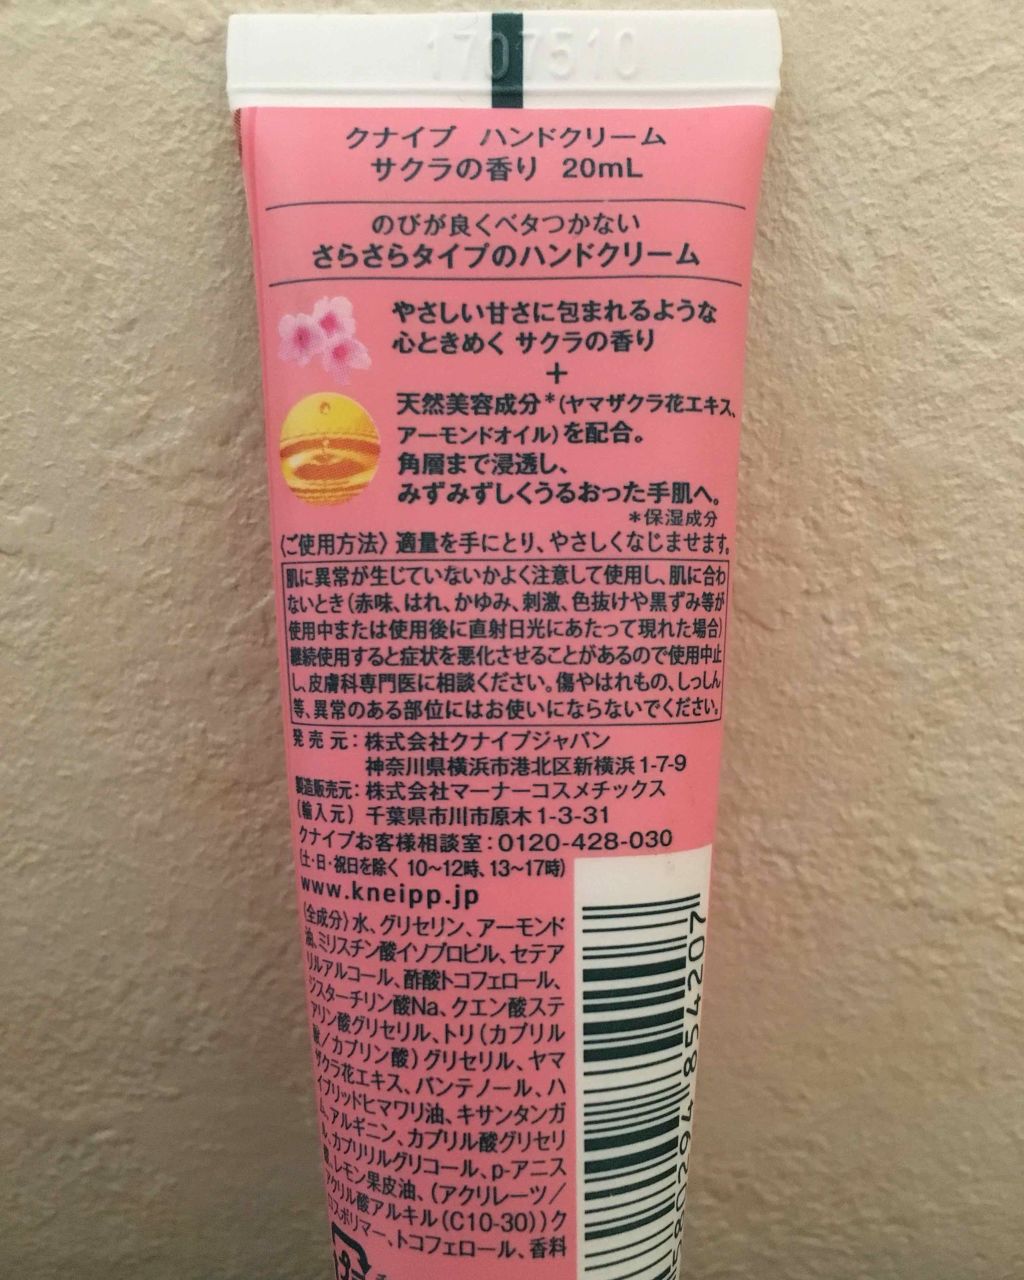 1707510
クナイプ ハンドクリーム
サクラの香り 20mL
のびが良くベタつかない
さらさらタイプのハンドクリーム
やさしい甘さに包まれるような
心ときめく サクラの香り
+
天然美容成分*(ヤマザクラ花エキス、
アーモンドオイル)を配合。
角層まで浸透し、
みずみずしくうるおった手肌へ。
*保湿成分
〈ご使用方法〉適量を手にとり、やさしくなじませます。
肌に異常が生じていないかよく注意して使用し、肌に合わ
ないとき(赤味、はれ、かゆみ、刺激、色抜けや黒ずみ等が
使用中または使用後に直射日光にあたって現れた場合)
継続使用すると症状を悪化させることがあるので使用中止
し、皮膚科専門医に相談ください。傷やはれもの、しっしん
等、異常のある部位にはお使いにならないでください。
発売元:株式会社クナイプジャパン
神奈川県横浜市港北区新横浜1-7-9
製造販売元:株式会社マーナーコスメチックス
(輸入元) 千葉県市川市原木1-3-31
クナイプお客様相談室:0120-428-030
(土・日・祝日を除く 10〜12時、13〜17時)
www.kneipp.jp
〈全成分〉水、グリセリン、アーモンド
油、ミリスチン酸イソプロピル、セテア
リルアルコール、酢酸トコフェロール、
ジスターチリン酸Na、クエン酸ステ
アリン酸グリセリル、トリ(カプリル
酸/カプリン酸)グリセリル、ヤマ
ザクラ花エキス、パンテノール、ハ
イブリッドヒマワリ油、キサンタンガ
ム、アルギニン、カプリル酸グリセリ
ル、カプリリルグリコール、p-アニス
酸、レモン果皮油、(アクリレーツ/
アクリル酸アルキル(C10-30))ク
ロスポリマー、トコフェロール、香料
580264 854207